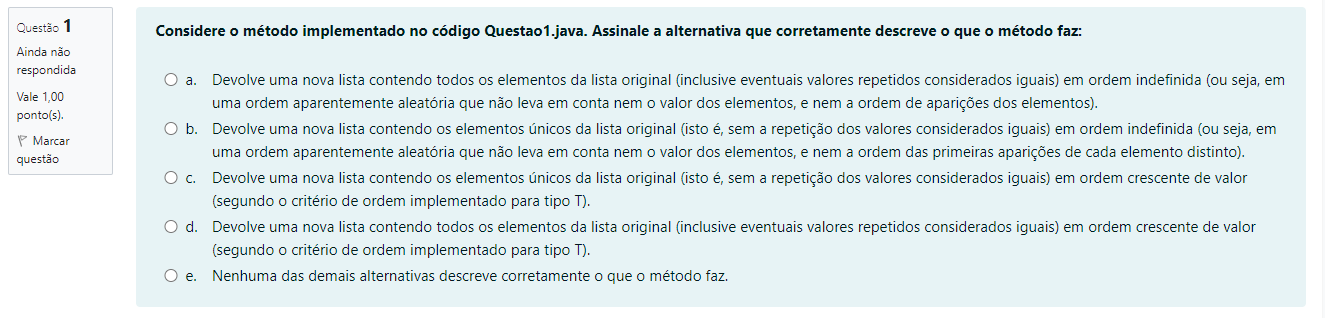 Questão 1
Ainda não
respondida
Vale 1,00
ponto(s).
Marcar
questão
Considere o método implementado no código Questao1.java. Assinale a alternativa que corretamente descreve o que o método faz:
a. Devolve uma nova lista contendo todos os elementos da lista original (inclusive eventuais valores repetidos considerados iguais) em ordem indefinida (ou seja, em
uma ordem aparentemente aleatória que não leva em conta nem o valor dos elementos, e nem a ordem de aparições dos elementos).
b. Devolve uma nova lista contendo os elementos únicos da lista original (isto é, sem a repetição dos valores considerados iguais) em ordem indefinida (ou seja, em
uma ordem aparentemente aleatória que não leva em conta nem o valor dos elementos, e nem a ordem das primeiras aparições de cada elemento distinto).
c. Devolve uma nova lista contendo os elementos únicos da lista original (isto é, sem a repetição dos valores considerados iguais) em ordem crescente de valor
(segundo o critério de ordem implementado para tipo T).
d. Devolve uma nova lista contendo todos os elementos da lista original (inclusive eventuais valores repetidos considerados iguais) em ordem crescente de valor
(segundo o critério de ordem implementado para tipo T).
e. Nenhuma das demais alternativas descreve corretamente o que o método faz.